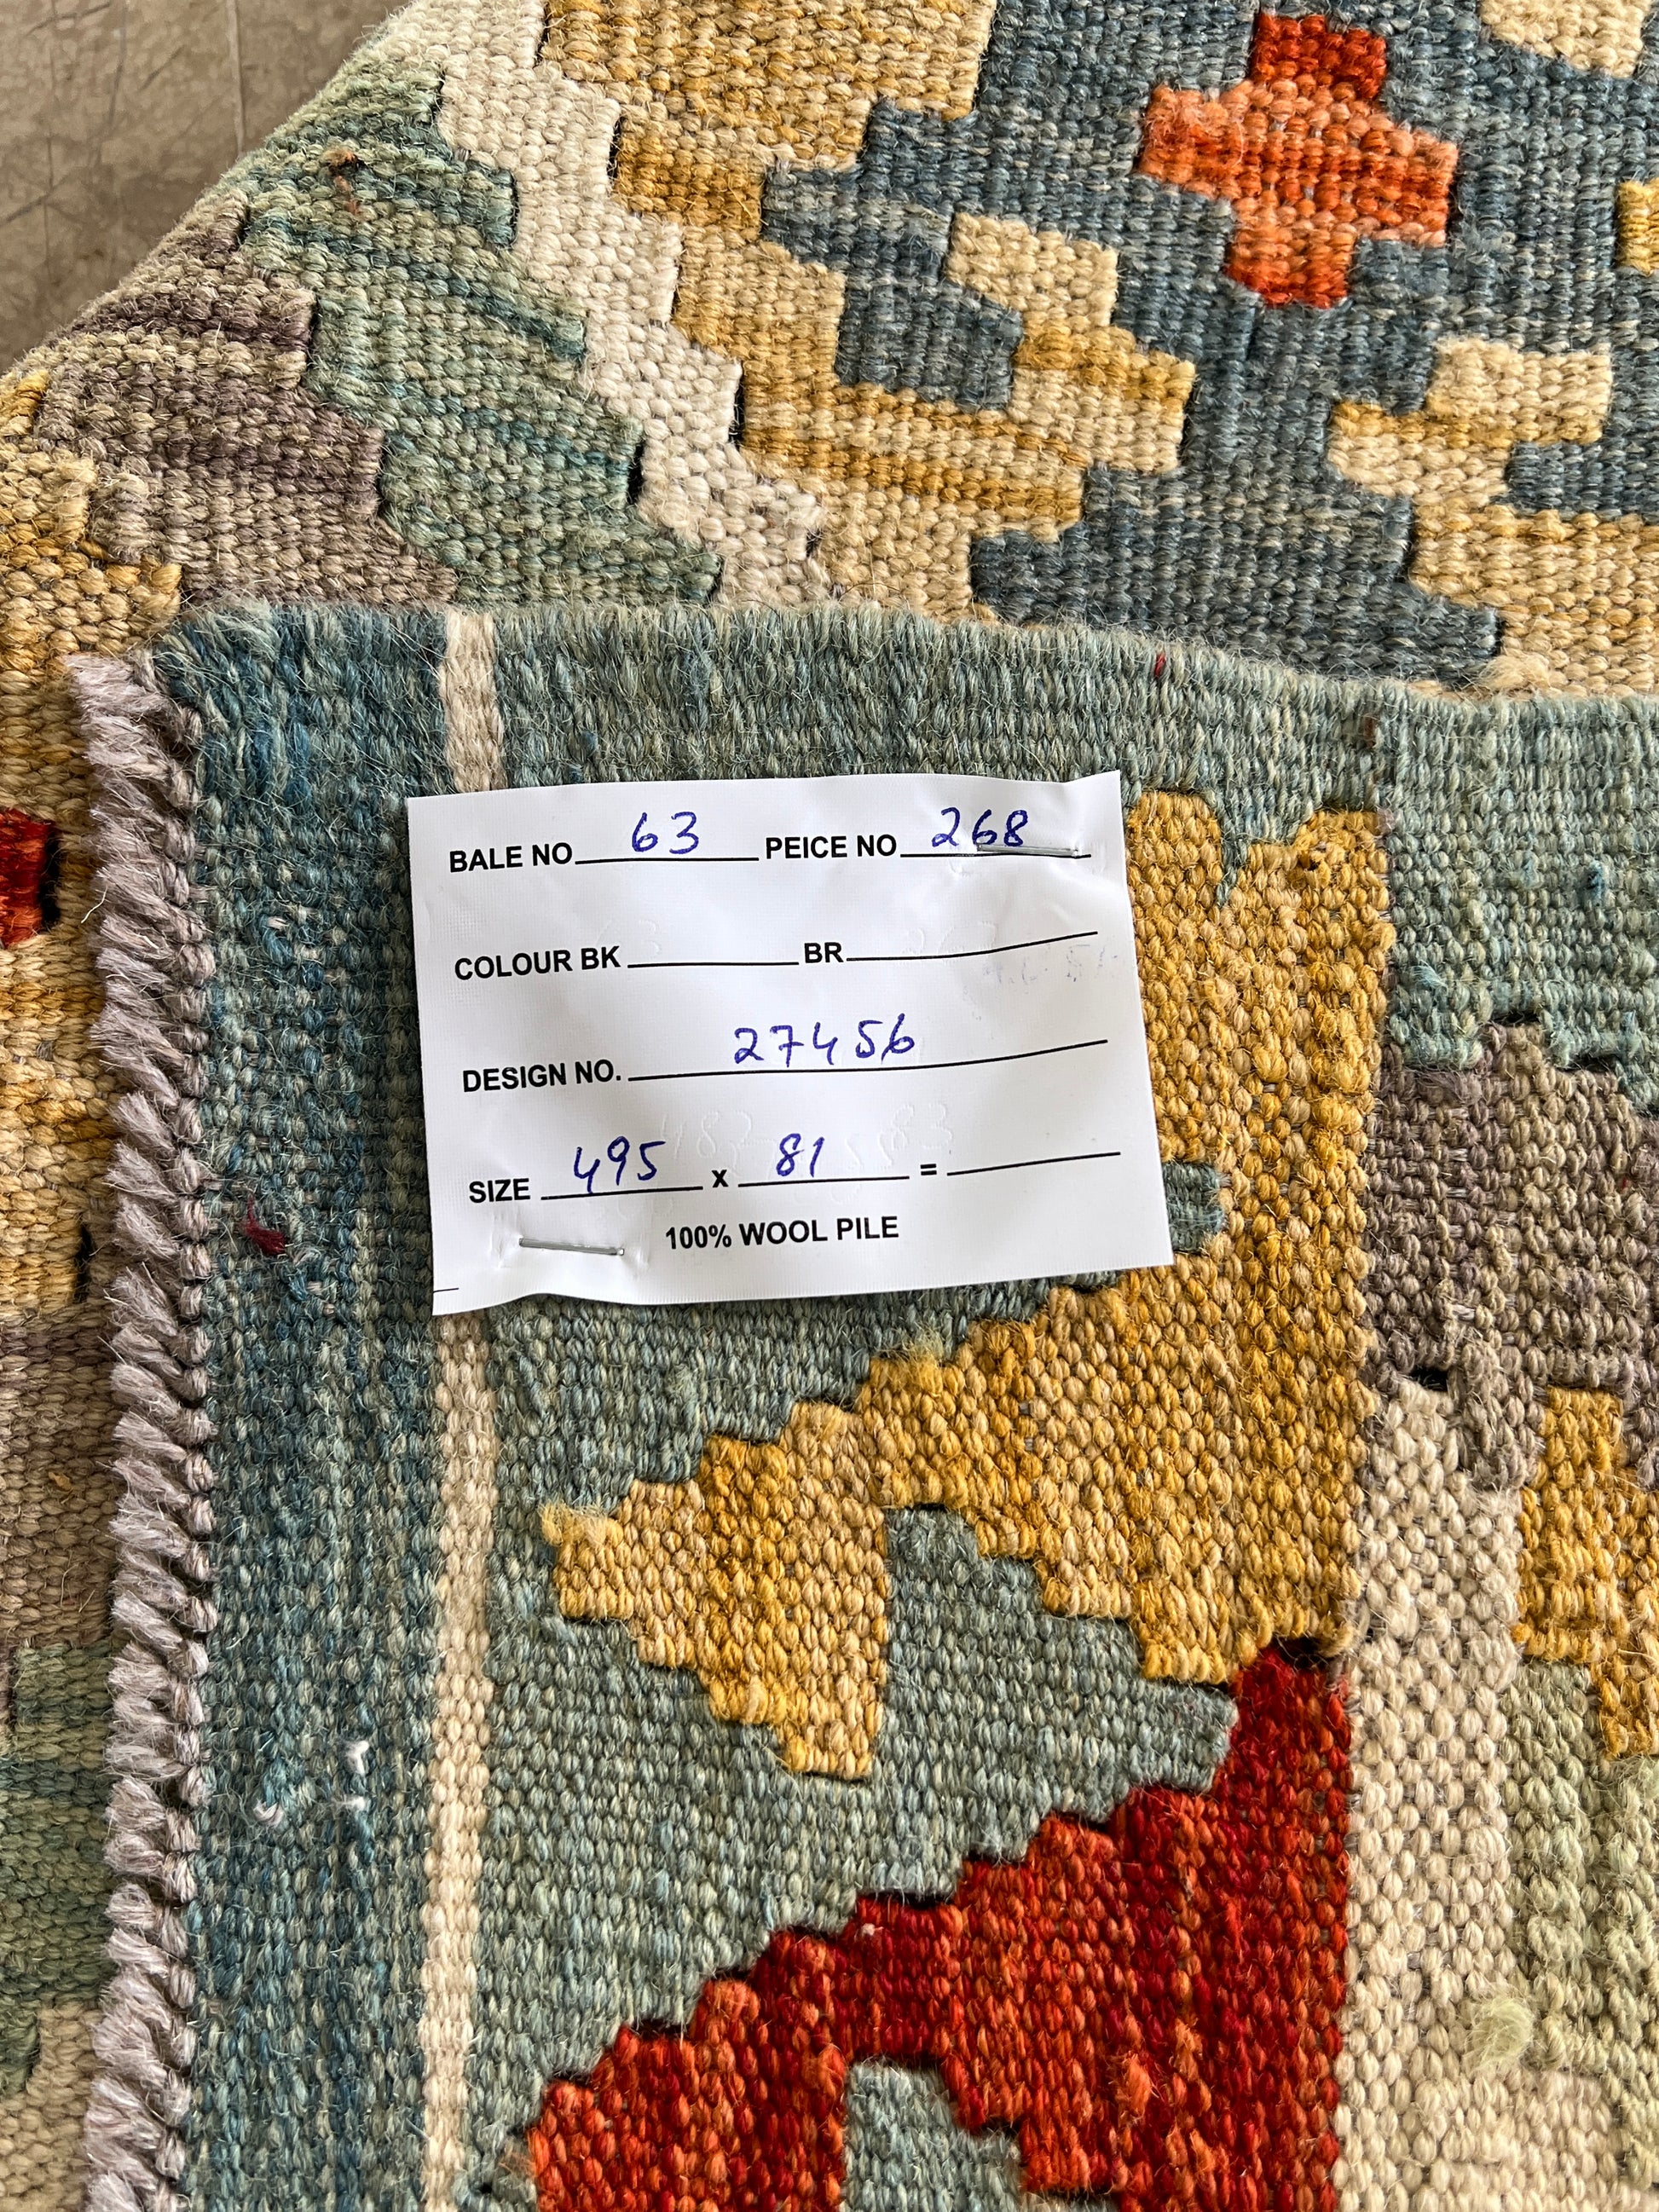 BALE NO 63 PEICE NO 268
COLOUR BK BR
DESIGN NO. 27456
SIZE 495 x 81 =
100% WOOL PILE